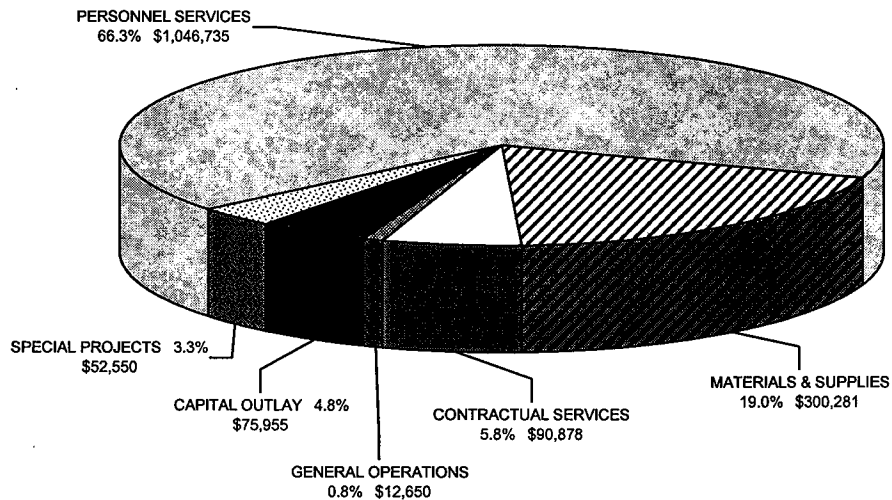 PERSONNEL SERVICES
66.3% $1,046,735
SPECIAL PROJECTS 3.3%
$52,550
CAPITAL OUTLAY 4.8%
$75,955
GENERAL OPERATIONS
0.8% $12,650
CONTRACTUAL SERVICES
5.8% $90,878
MATERIALS & SUPPLIES
19.0% $300,281